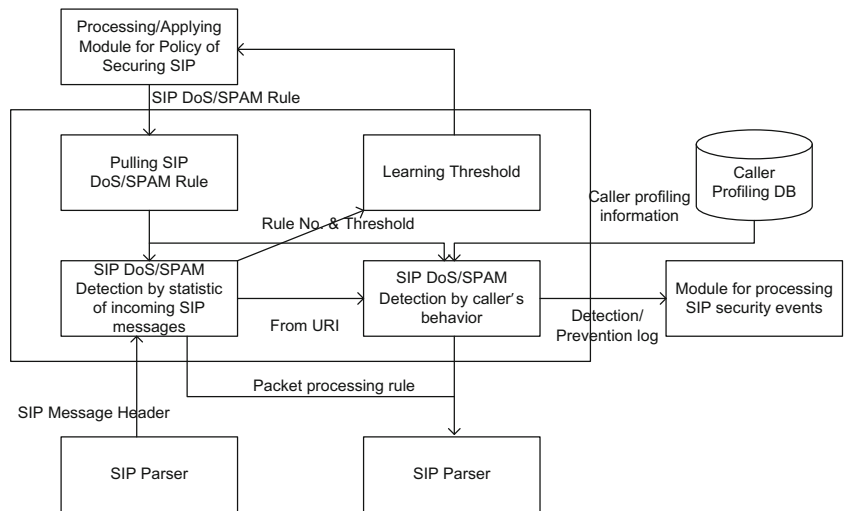 Processing/Applying
Module for Policy of
Securing SIP
SIP DoS/SPAM Rule
Pulling SIP
DoS/SPAM Rule
Learning Threshold
Caller
Profiling DB
Caller profiling
information
Rule No. & Threshold
SIP DoS/SPAM
Detection by statistic
of incoming SIP
messages
SIP DoS/SPAM
Detection by caller's
behavior
Module for processing
SIP security events
From URI
Detection/
Prevention log
Packet processing rule
SIP Message Header
SIP Parser
SIP Parser